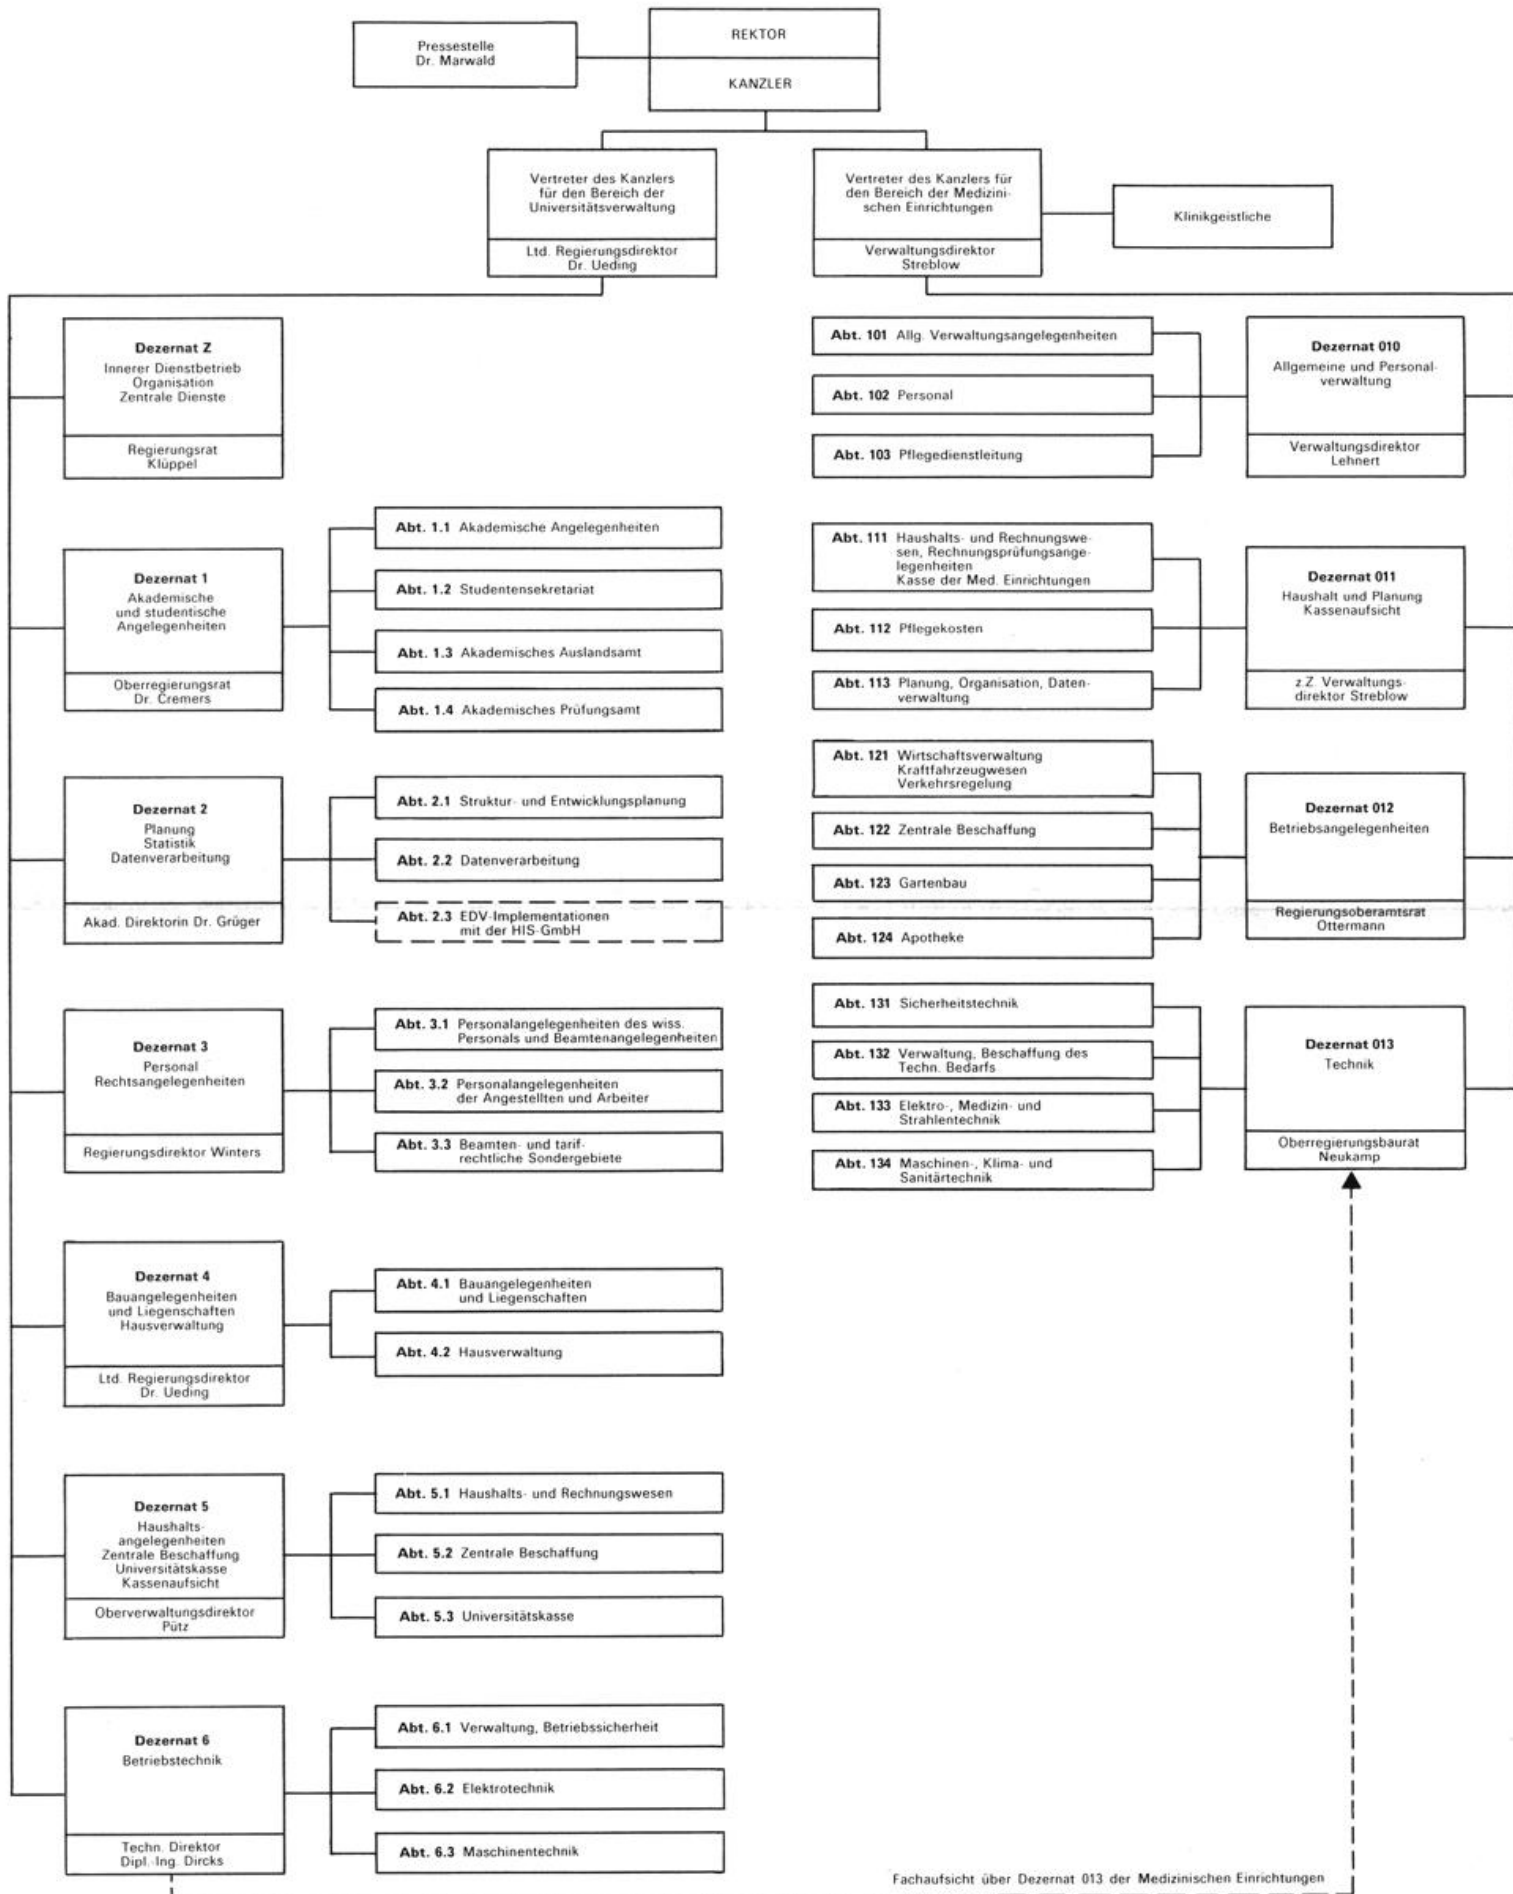 Pressestelle
Dr. Marwald
REKTOR
KANZLER
Vertreter des Kanzlers
für den Bereich der
Universitätsverwaltung
Ltd. Regierungsdirektor
Dr. Ueding
Vertreter des Kanzlers für
den Bereich der Medizini-
schen Einrichtungen
Verwaltungsdirektor
Streblow
Klinikgeistliche
Dezernat Z
Innerer Dienstbetrieb
Organisation
Zentrale Dienste
Regierungsrat
Klüppel
Dezernat 1
Akademische
und studentische
Angelegenheiten
Oberregierungsrat
Dr. Cremers
Abt. 1.1 Akademische Angelegenheiten
Abt. 1.2 Studentensekretariat
Abt. 1.3 Akademisches Auslandsamt
Abt. 1.4 Akademisches Prüfungsamt
Dezernat 2
Planung
Statistik
Datenverarbeitung
Akad. Direktorin Dr. Grüger
Abt. 2.1 Struktur- und Entwicklungsplanung
Abt. 2.2 Datenverarbeitung
Abt. 2.3 EDV-Implementationen
mit der HIS-GmbH
Dezernat 3
Personal
Rechtsangelegenheiten
Regierungsdirektor Winters
Abt. 3.1 Personalangelegenheiten des wiss.
Personals und Beamtenangelegenheiten
Abt. 3.2 Personalangelegenheiten
der Angestellten und Arbeiter
Abt. 3.3 Beamten- und tarif-
rechtliche Sondergebiete
Dezernat 4
Bauangelegenheiten
und Liegenschaften
Hausverwaltung
Ltd. Regierungsdirektor
Dr. Ueding
Abt. 4.1 Bauangelegenheiten
und Liegenschaften
Abt. 4.2 Hausverwaltung
Dezernat 5
Haushalts-
angelegenheiten
Zentrale Beschaffung
Universitätskasse
Kassenaufsicht
Oberverwaltungsdirektor
Pütz
Abt. 5.1 Haushalts- und Rechnungswesen
Abt. 5.2 Zentrale Beschaffung
Abt. 5.3 Universitätskasse
Dezernat 6
Betriebstechnik
Techn. Direktor
Dipl.-Ing. Dircks
Abt. 6.1 Verwaltung, Betriebssicherheit
Abt. 6.2 Elektrotechnik
Abt. 6.3 Maschinentechnik
Abt. 101 Allg. Verwaltungsangelegenheiten
Abt. 102 Personal
Abt. 103 Pflegedienstleitung
Dezernat 010
Allgemeine und Personal-
verwaltung
Verwaltungsdirektor
Lehnert
Abt. 111 Haushalts- und Rechnungswe-
sen, Rechnungsprüfungsange-
legenheiten
Kasse der Med. Einrichtungen
Abt. 112 Pflegekosten
Abt. 113 Planung, Organisation, Daten-
verwaltung
Dezernat 011
Haushalt und Planung
Kassenaufsicht
z.Z. Verwaltungs-
direktor Streblow
Abt. 121 Wirtschaftsverwaltung
Kraftfahrzeugwesen
Verkehrsregelung
Abt. 122 Zentrale Beschaffung
Abt. 123 Gartenbau
Abt. 124 Apotheke
Dezernat 012
Betriebsangelegenheiten
Regierungsoberamtsrat
Ottermann
Abt. 131 Sicherheitstechnik
Abt. 132 Verwaltung, Beschaffung des
Techn. Bedarfs
Abt. 133 Elektro-, Medizin- und
Strahlentechnik
Abt. 134 Maschinen-, Klima- und
Sanitärtechnik
Dezernat 013
Technik
Oberregierungsbaurat
Neukamp
Fachaufsicht über Dezernat 013 der Medizinischen Einrichtungen